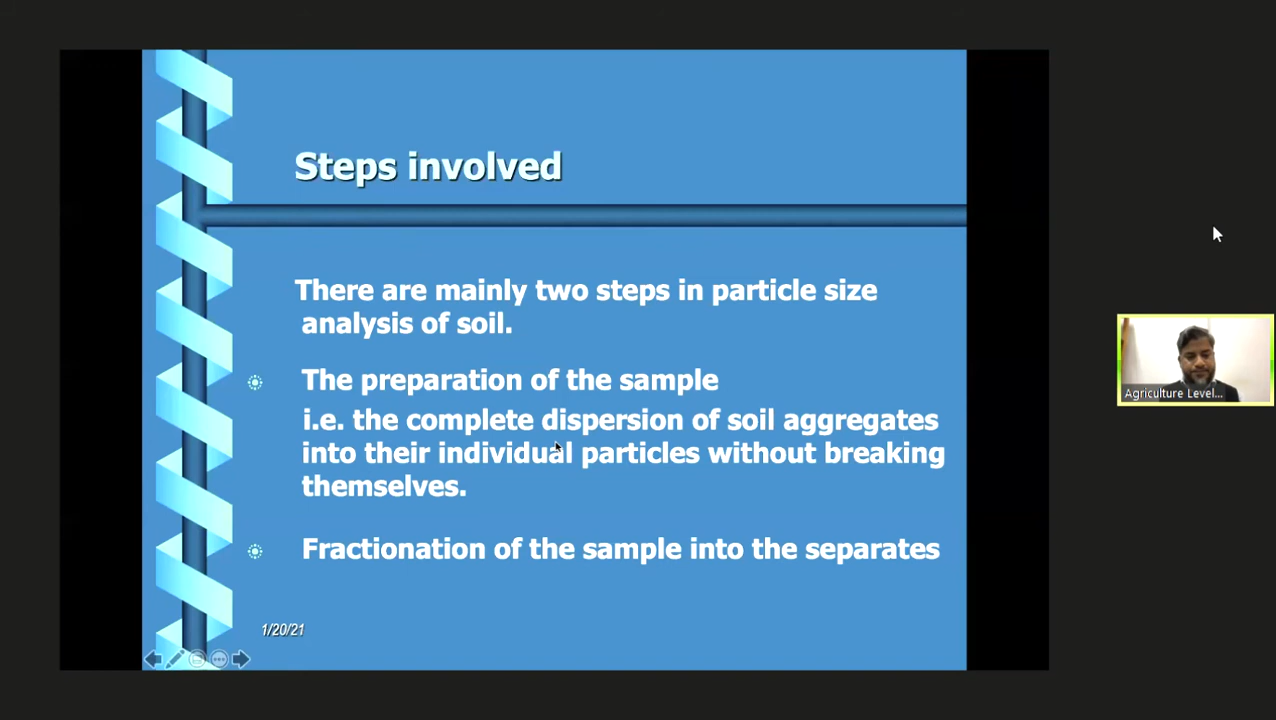 Steps involved
There are mainly two steps in particle size
analysis of soil.
The preparation of the sample
i.e. the complete dispersion of soil aggregates
into their individual particles without breaking
themselves.
Fractionation of the sample into the separates
1/20/21
Agriculture Level...